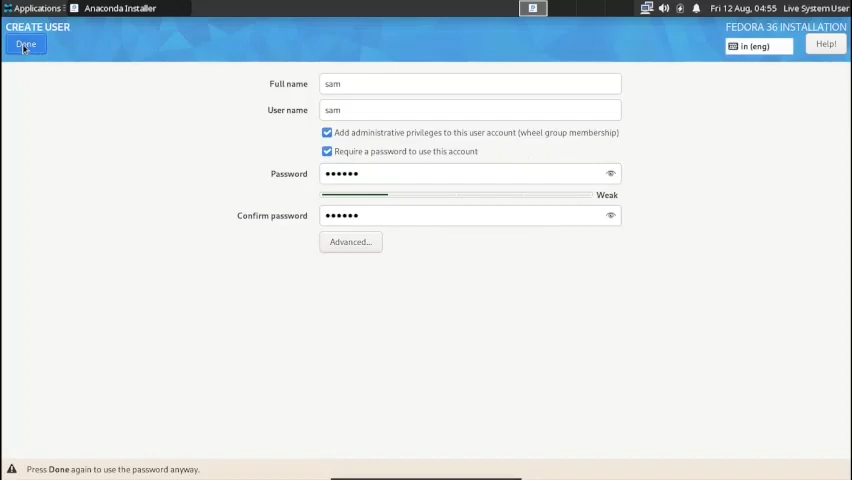 Applications
Anaconda Installer
Fri 12 Aug, 04:55
Live System User
CREATE USER
FEDORA 36 INSTALLATION
Done
in (eng)
Help!
Full name
sam
User name
sam
Add administrative privileges to this user account (wheel group membership)
Require a password to use this account
Password
●●●●●●
Weak
Confirm password
●●●●●●
Advanced...
Press Done again to use the password anyway.